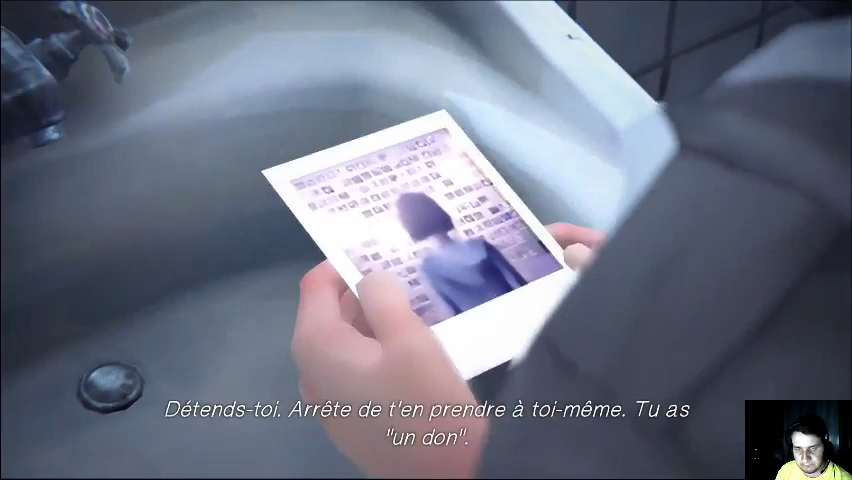 Détends-toi. Arrête de t'en prendre à toi-même. Tu as
"un don".